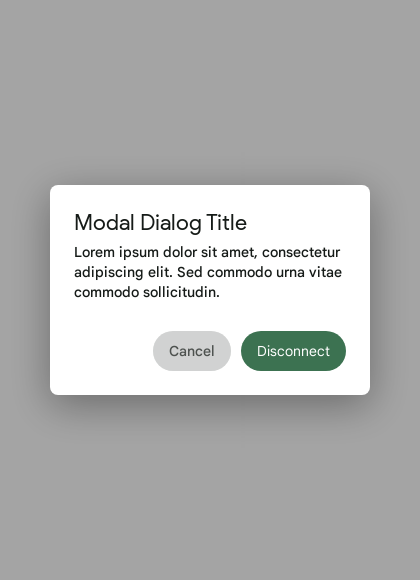 Modal Dialog Title
Lorem ipsum dolor sit amet, consectetur
adipiscing elit. Sed commodo urna vitae
commodo sollicitudin.
Cancel
Disconnect